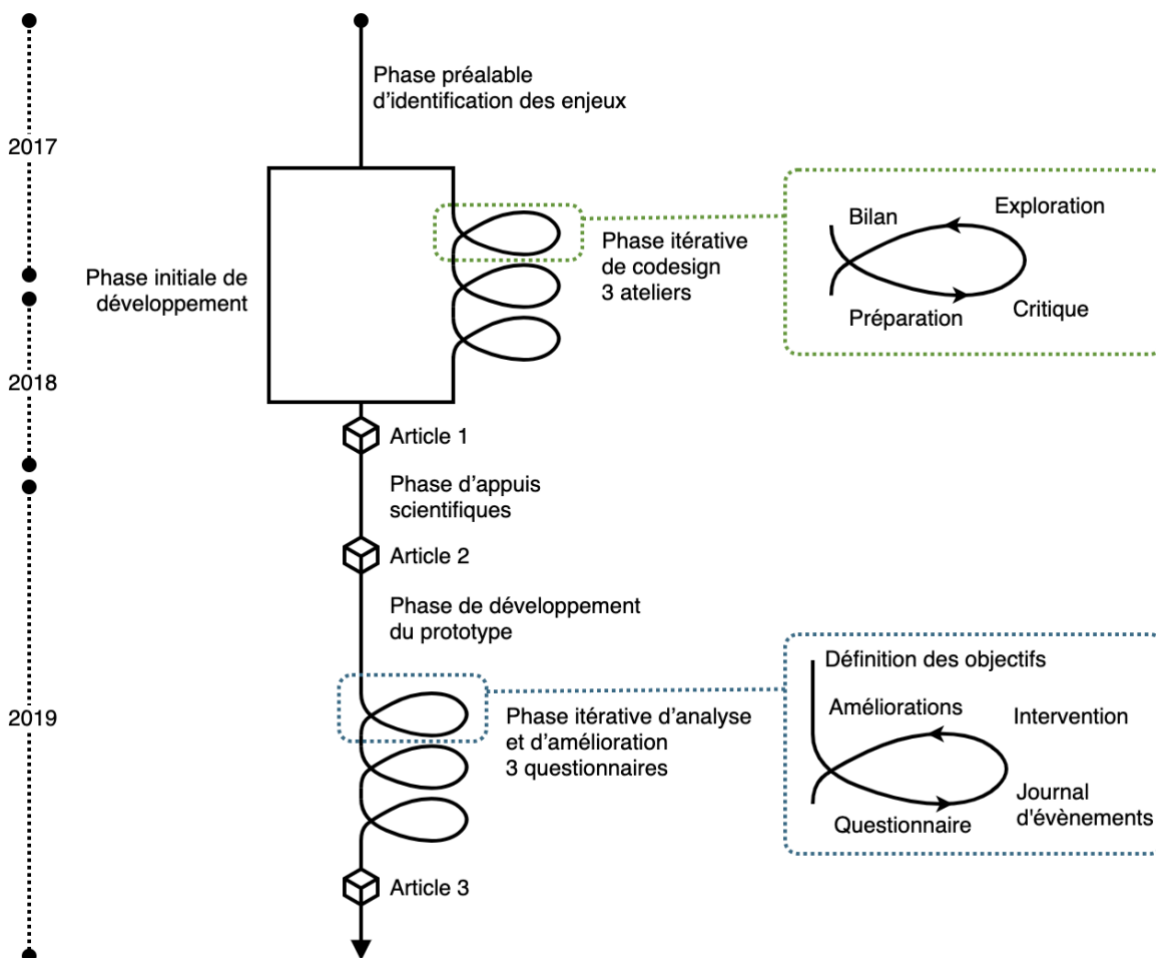 Phase préalable
d'identification des enjeux
2017
Bilan
Exploration
Phase itérative
de codesign
3 ateliers
Phase initiale de
développement
Préparation
Critique
2018
Article 1
Phase d'appuis
scientifiques
Article 2
Phase de développement
du prototype
Définition des objectifs
2019
Phase itérative d'analyse
et d'amélioration
3 questionnaires
Améliorations
Intervention
Journal
d'évènements
Questionnaire
Article 3